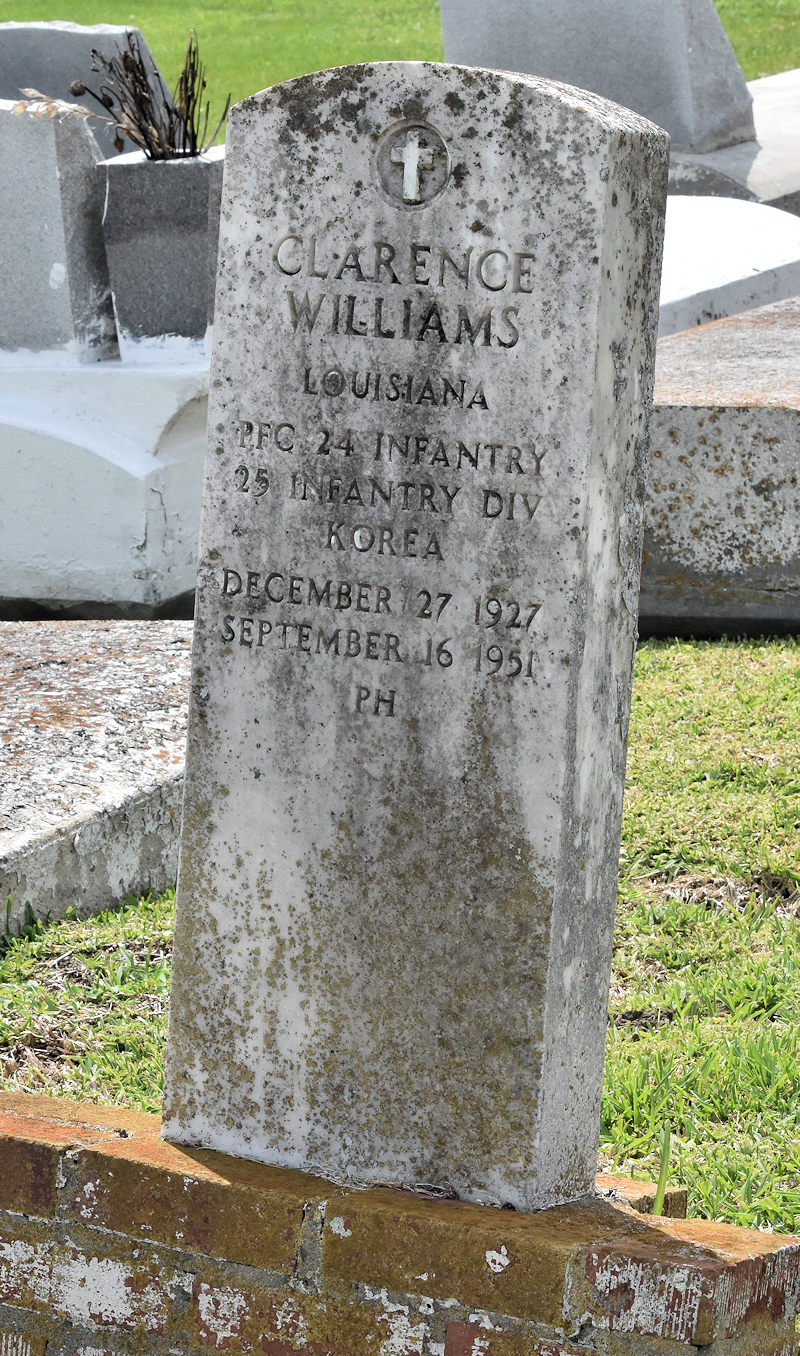 CLARENCE
WILLIAMS
LOUISIANA
PFC 24 INFANTRY
25 INFANTRY DIV
KOREA
DECEMBER 27 1927
SEPTEMBER 16 1951
PH